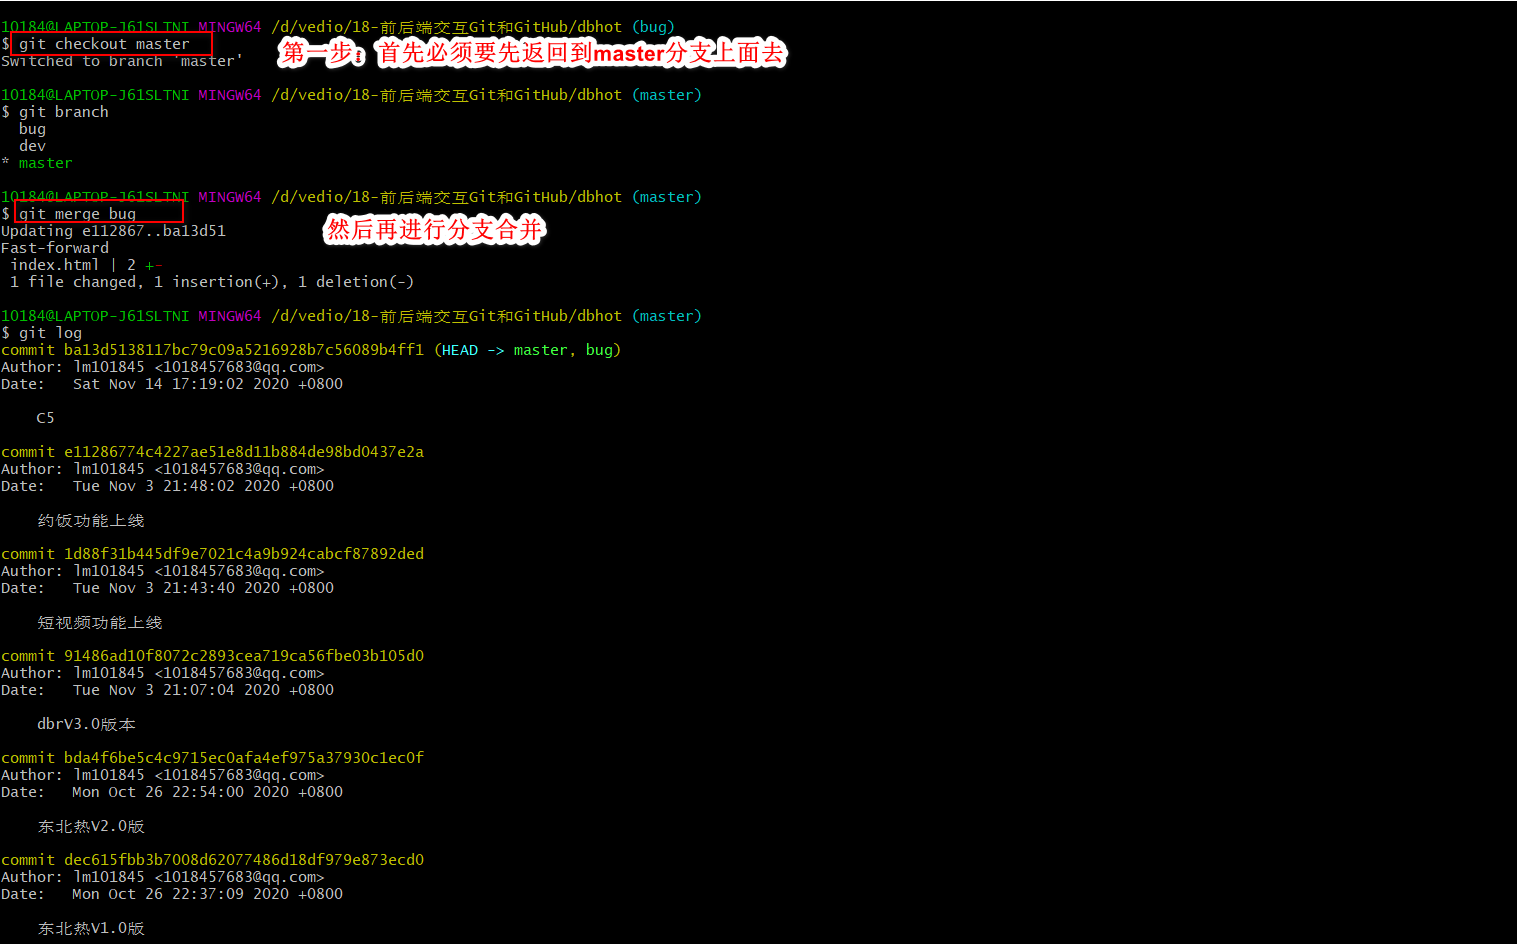 10184@LAPTOP-J61SLTNI MINGW64 /d/vedio/18-前后端交互Git和GitHub/dbhot (bug)
$ git checkout master
第一步：首先必须要先返回到master分支上面去
Switched to branch 'master'
10184@LAPTOP-J61SLTNI MINGW64 /d/vedio/18-前后端交互Git和GitHub/dbhot (master)
$ git branch
bug
dev
* master
10184@LAPTOP-J61SLTNI MINGW64 /d/vedio/18-前后端交互Git和GitHub/dbhot (master)
$ git merge bug
然后再进行分支合并
Updating e112867..ba13d51
Fast-forward
index.html | 2 +-
1 file changed, 1 insertion(+), 1 deletion(-)
10184@LAPTOP-J61SLTNI MINGW64 /d/vedio/18-前后端交互Git和GitHub/dbhot (master)
$ git log
commit ba13d5138117bc79c09a5216928b7c56089b4ff1 (HEAD -> master, bug)
Author: lm101845 <1018457683@qq.com>
Date:   Sat Nov 14 17:19:02 2020 +0800
C5
commit e11286774c4227ae51e8d11b884de98bd0437e2a
Author: lm101845 <1018457683@qq.com>
Date:   Tue Nov 3 21:48:02 2020 +0800
约饭功能上线
commit 1d88f31b445df9e7021c4a9b924cabcf87892ded
Author: lm101845 <1018457683@qq.com>
Date:   Tue Nov 3 21:43:40 2020 +0800
短视频功能上线
commit 91486ad10f8072c2893cea719ca56fbe03b105d0
Author: lm101845 <1018457683@qq.com>
Date:   Tue Nov 3 21:07:04 2020 +0800
dbrV3.0版本
commit bda4f6be5c4c9715ec0afa4ef975a37930c1ec0f
Author: lm101845 <1018457683@qq.com>
Date:   Mon Oct 26 22:54:00 2020 +0800
东北热V2.0版
commit dec615fbb3b7008d62077486d18df979e873ecd0
Author: lm101845 <1018457683@qq.com>
Date:   Mon Oct 26 22:37:09 2020 +0800
东北热V1.0版